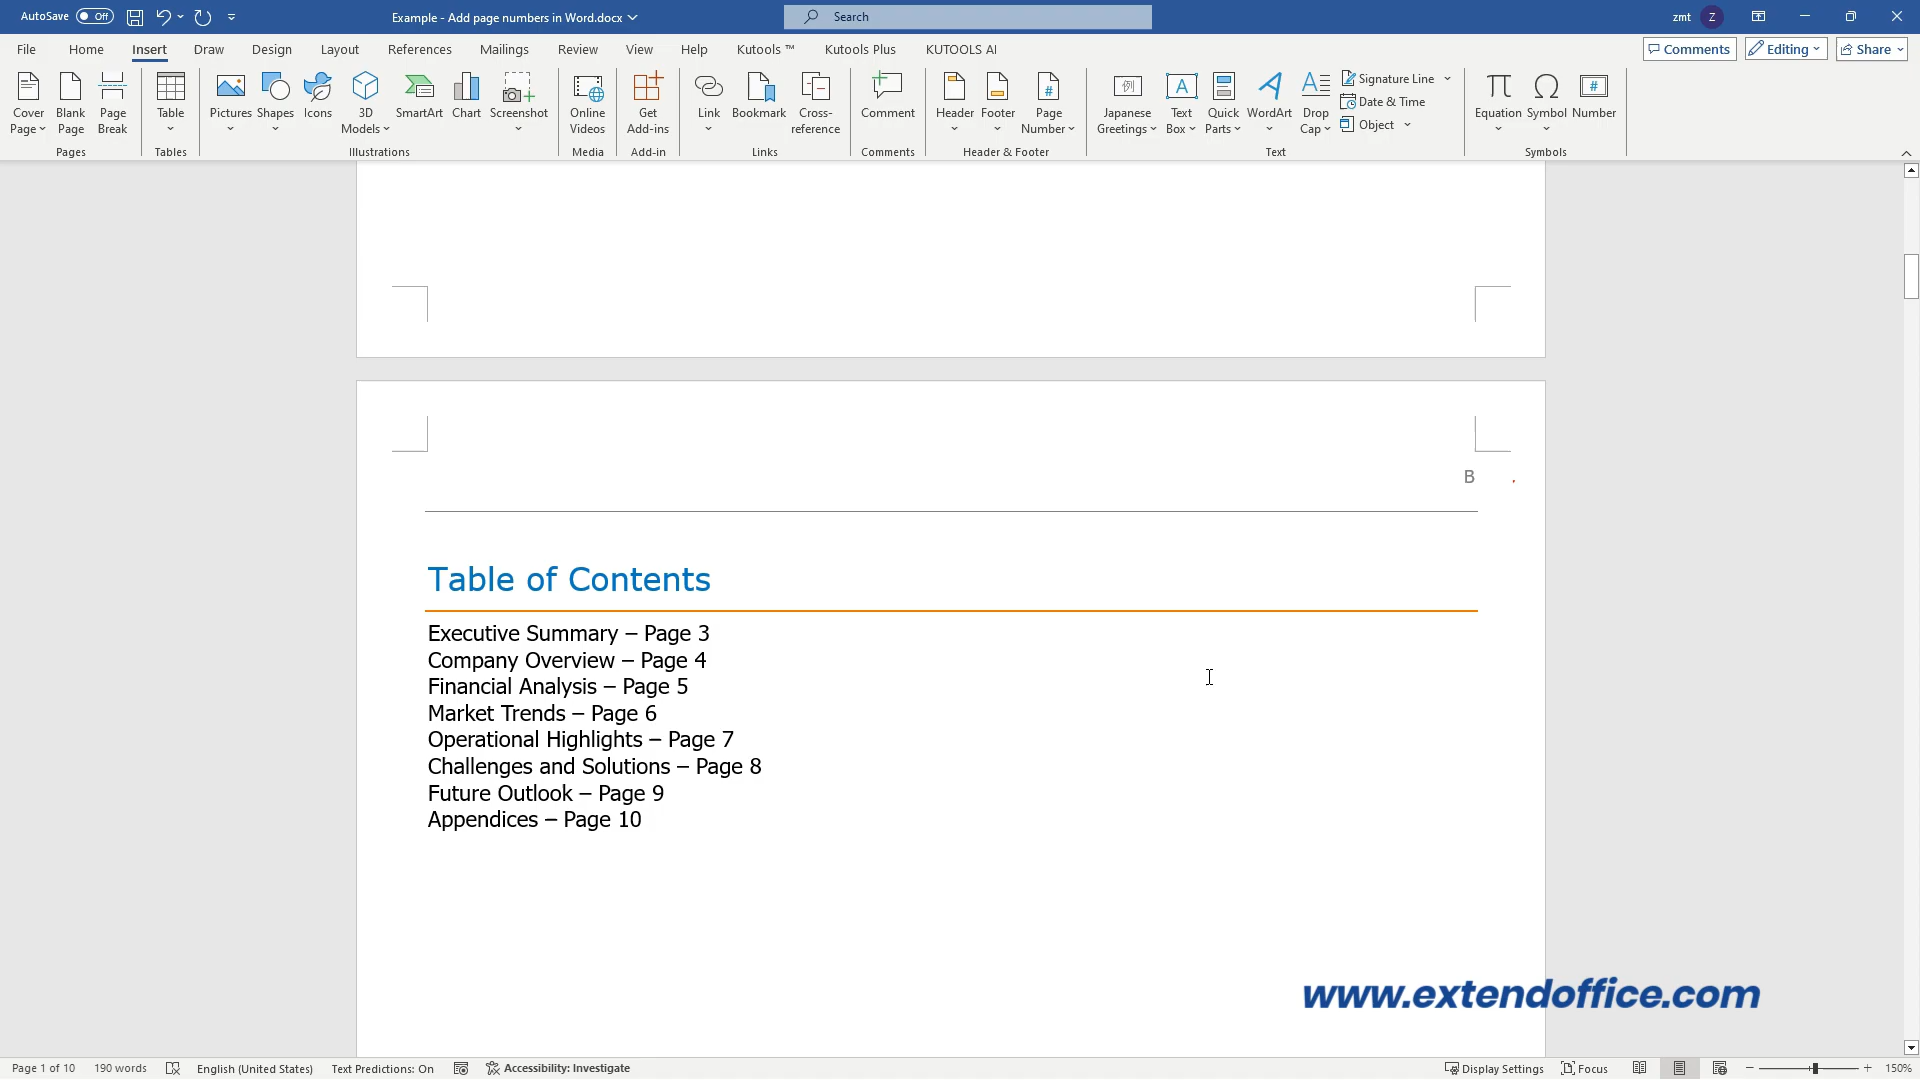 AutoSave Off
Example - Add page numbers in Word.docx
Search
zmt Z
File Home Insert Draw Design Layout References Mailings Review View Help Kutools ™ Kutools Plus KUTOOLS AI
Comments Editing Share
Cover Page
Blank Page
Page Break
Table
Pictures
Shapes
Icons
3D Models
SmartArt
Chart
Screenshot
Online Videos
Get Add-ins
Link
Bookmark
Cross-reference
Comment
Header
Footer
Page Number
Japanese Greetings
Text Box
Quick Parts
WordArt
Drop Cap
Signature Line
Date & Time
Object
Equation
Symbol
Number
Pages Tables Illustrations Media Add-in Links Comments Header & Footer Text Symbols
B
Table of Contents
Executive Summary – Page 3
Company Overview – Page 4
Financial Analysis – Page 5
Market Trends – Page 6
Operational Highlights – Page 7
Challenges and Solutions – Page 8
Future Outlook – Page 9
Appendices – Page 10
www.extendoffice.com
Page 1 of 10 190 words English (United States) Text Predictions: On Accessibility: Investigate Display Settings Focus 150%